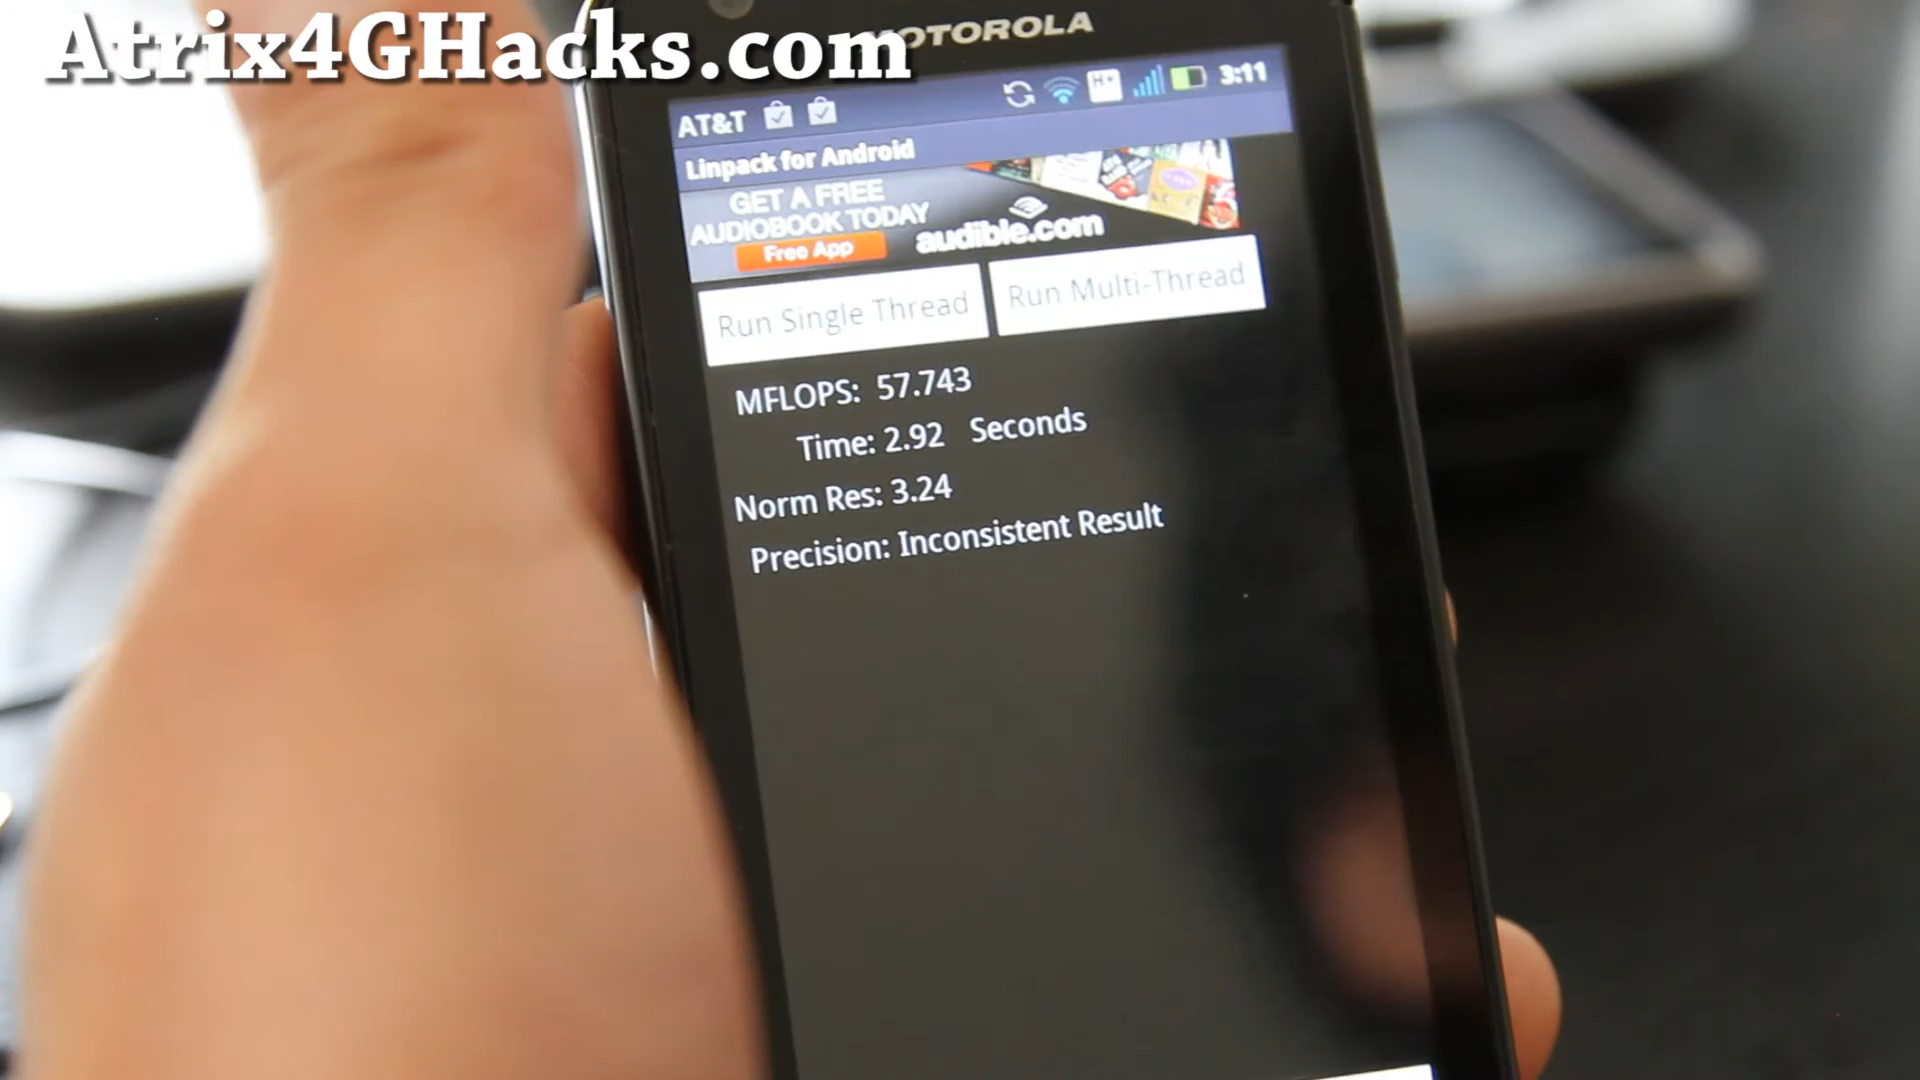 Atrix4GHacks.com
MOTOROLA
AT&T
H+
3:11
Linpack for Android
GET A FREE
AUDIOBOOK TODAY
Free App
audible.com
Run Single Thread
Run Multi-Thread
MFLOPS: 57.743
Time: 2.92 Seconds
Norm Res: 3.24
Precision: Inconsistent Result